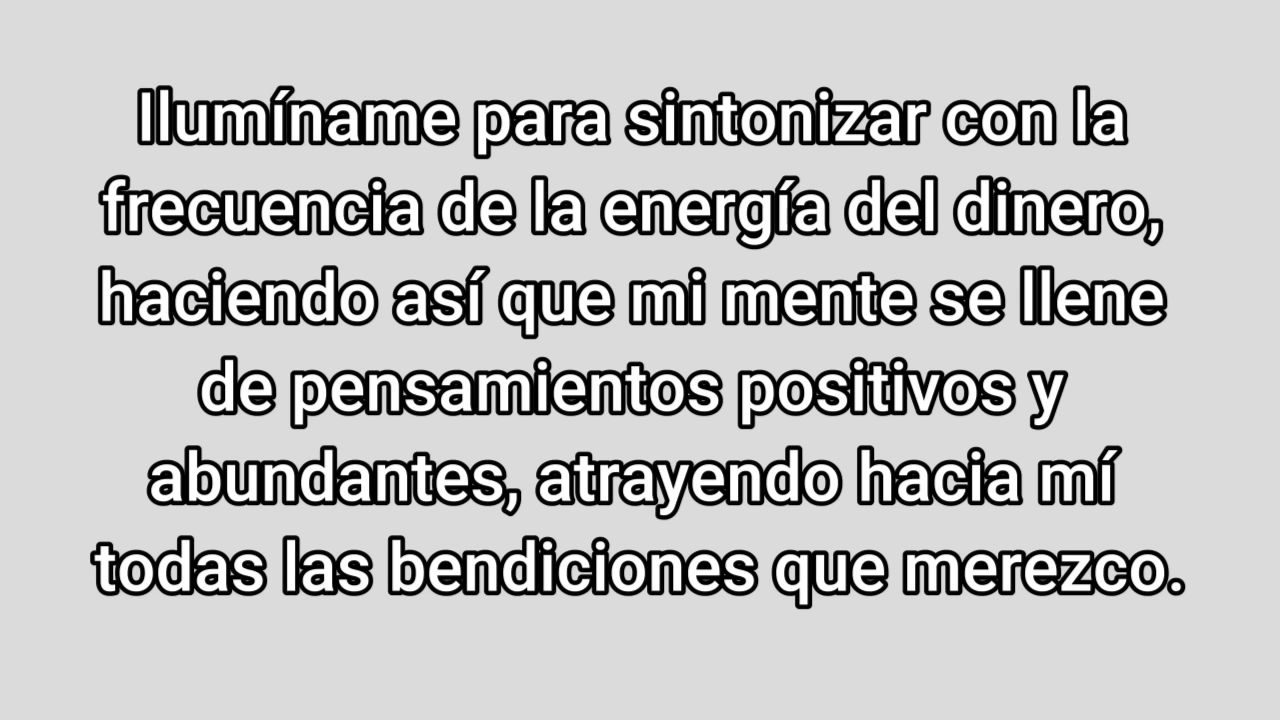 Ilumíname para sintonizar con la
frecuencia de la energía del dinero,
haciendo así que mi mente se llene
de pensamientos positivos y
abundantes, atrayendo hacia mí
todas las bendiciones que merezco.